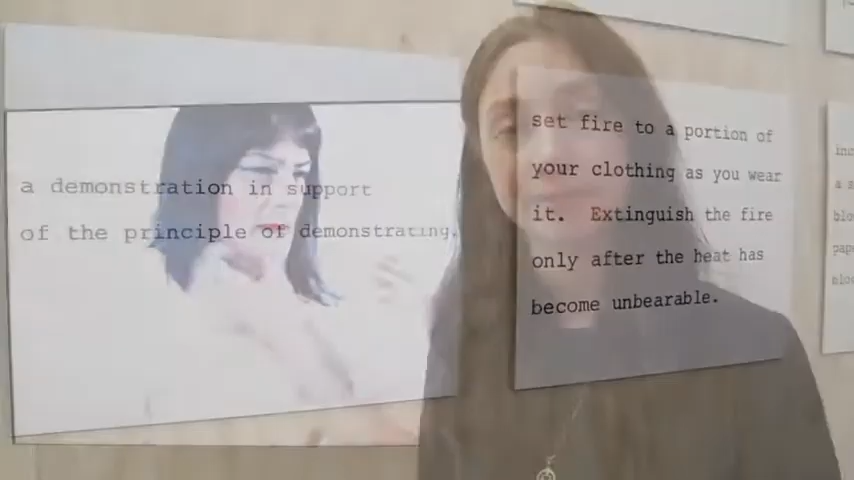 a demonstration in support
of the principle of demonstrating.
set fire to a portion of
your clothing as you wear
it. Extinguish the fire
only after the heat has
become unbearable.
a s